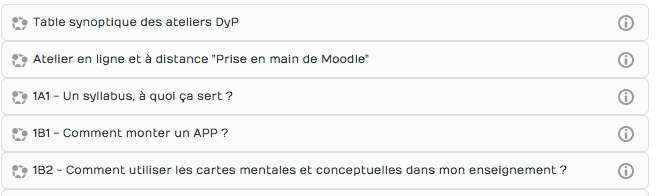 Table synoptique des ateliers DyP
Atelier en ligne et à distance "Prise en main de Moodle"
1A1 - Un syllabus, à quoi ça sert ?
1B1 - Comment monter un APP ?
1B2 - Comment utiliser les cartes mentales et conceptuelles dans mon enseignement ?